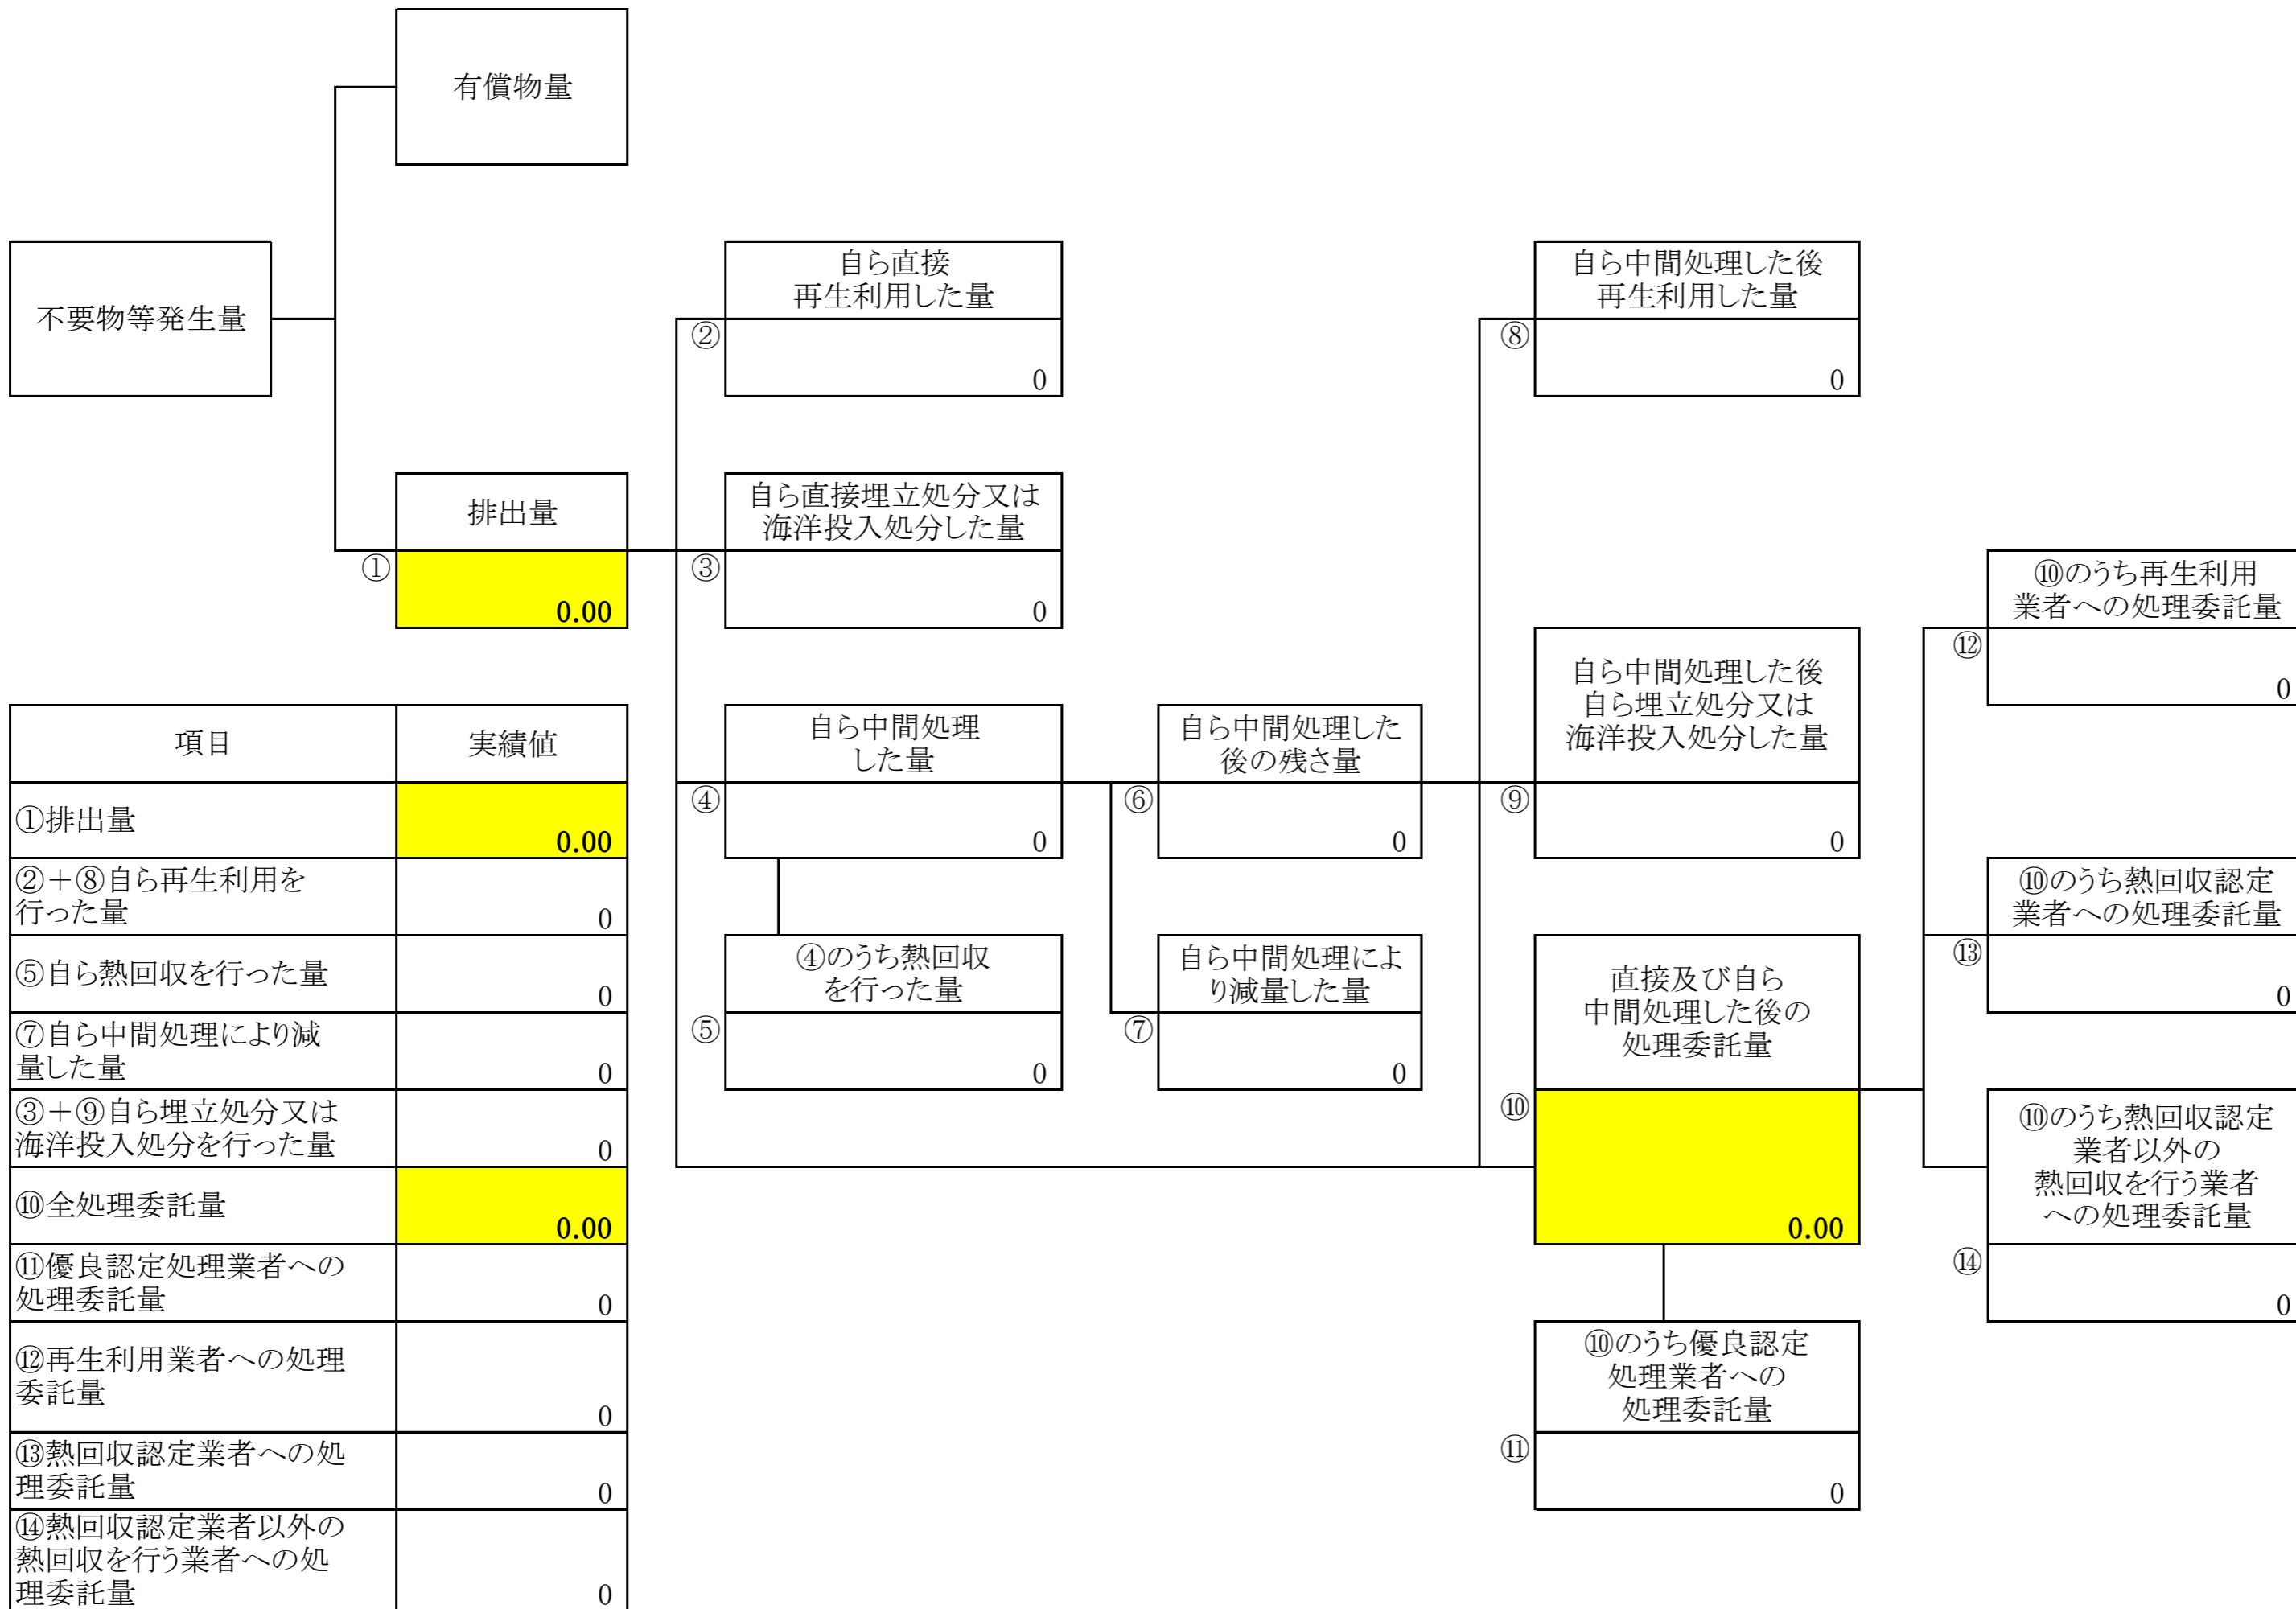 有償物量
不要物等発生量
自ら直接
再生利用した量
②
0
自ら中間処理した後
再生利用した量
⑧
0
排出量
①
0.00
自ら直接埋立処分又は
海洋投入処分した量
③
0
⑩のうち再生利用
業者への処理委託量
⑫
0
自ら中間処理
した量
④
0
自ら中間処理した
後の残さ量
⑥
0
自ら中間処理した後
自ら埋立処分又は
海洋投入処分した量
⑨
0
⑩のうち熱回収認定
業者への処理委託量
⑬
0
④のうち熱回収
を行った量
⑤
0
自ら中間処理によ
り減量した量
⑦
0
直接及び自ら
中間処理した後の
処理委託量
⑩
0.00
⑩のうち熱回収認定
業者以外の
熱回収を行う業者
への処理委託量
⑭
0
⑩のうち優良認定
処理業者への
処理委託量
⑪
0
項目
実績値
①排出量
0.00
②＋⑧自ら再生利用を
行った量
0
⑤自ら熱回収を行った量
0
⑦自ら中間処理により減
量した量
0
③＋⑨自ら埋立処分又は
海洋投入処分を行った量
0
⑩全処理委託量
0.00
⑪優良認定処理業者への
処理委託量
0
⑫再生利用業者への処理
委託量
0
⑬熱回収認定業者への処
理委託量
0
⑭熱回収認定業者以外の
熱回収を行う業者への処
理委託量
0